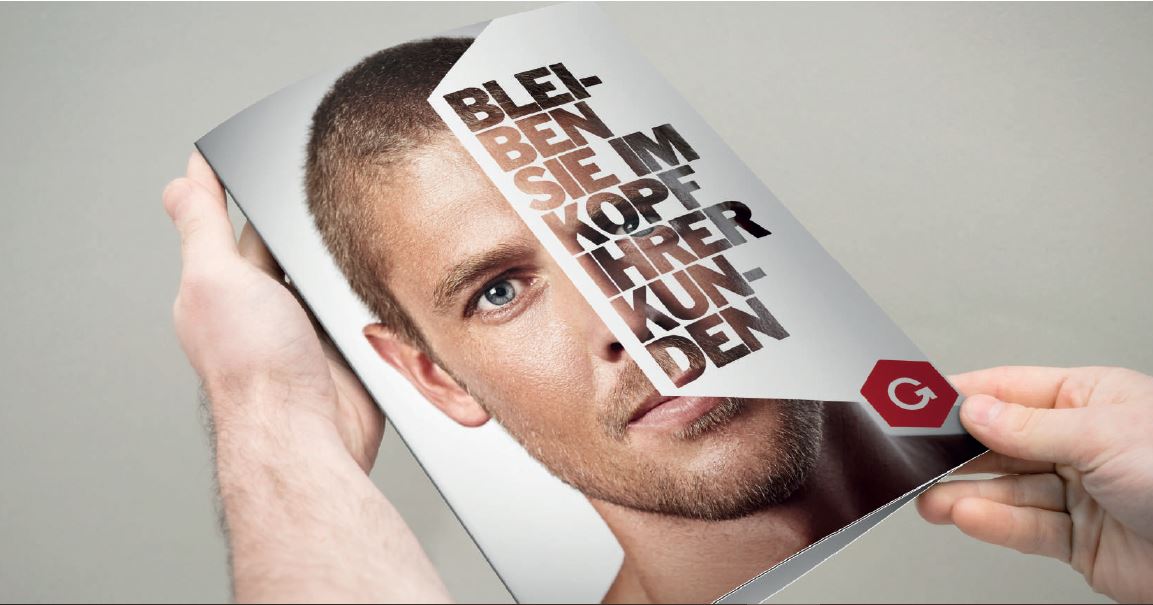 BLEI-
BEN
SIE IM
KOPF
IHRER
KUN-
DEN